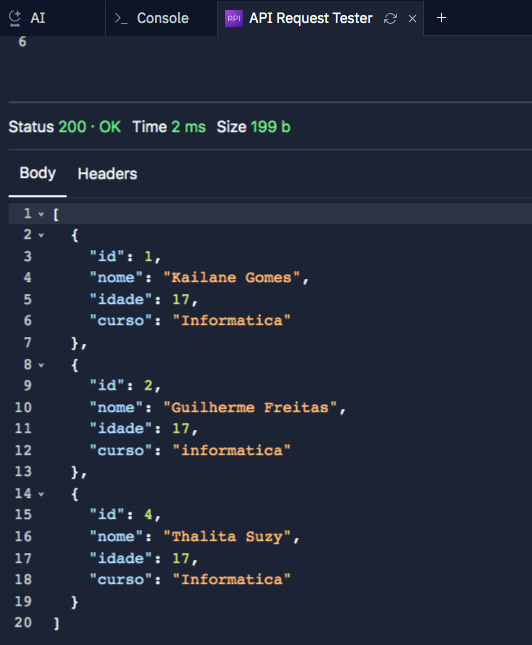 AI >_ Console API API Request Tester × +
6
Status 200 · OK Time 2 ms Size 199 b
Body Headers
1 [
2 {
3 "id": 1,
4 "nome": "Kailane Gomes",
5 "idade": 17,
6 "curso": "Informatica"
7 },
8 {
9 "id": 2,
10 "nome": "Guilherme Freitas",
11 "idade": 17,
12 "curso": "informatica"
13 },
14 {
15 "id": 4,
16 "nome": "Thalita Suzy",
17 "idade": 17,
18 "curso": "Informatica"
19 }
20 ]